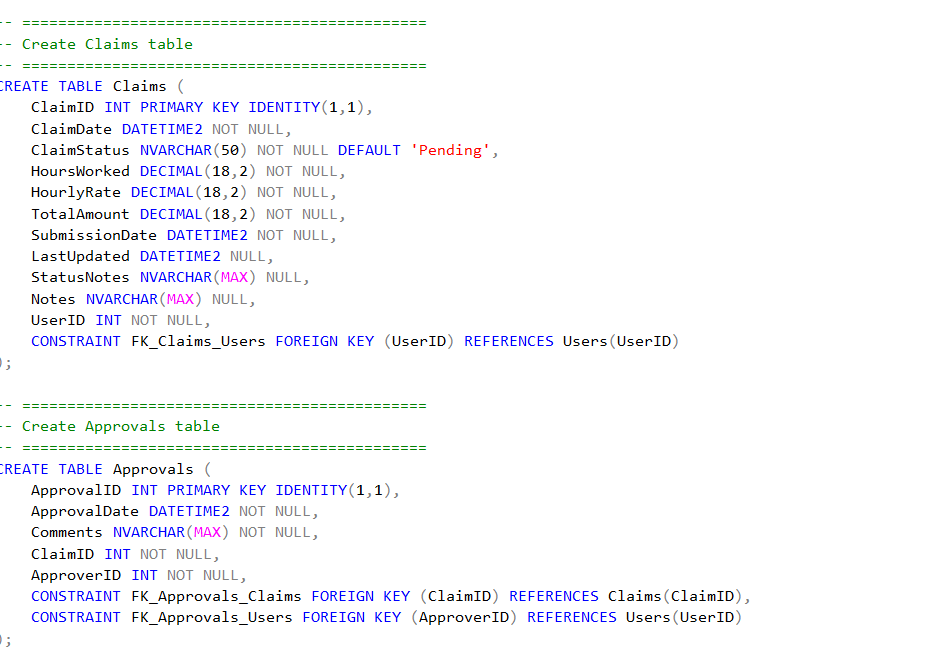 -- =============================================
-- Create Claims table
-- =============================================
CREATE TABLE Claims (
    ClaimID INT PRIMARY KEY IDENTITY(1,1),
    ClaimDate DATETIME2 NOT NULL,
    ClaimStatus NVARCHAR(50) NOT NULL DEFAULT 'Pending',
    HoursWorked DECIMAL(18,2) NOT NULL,
    HourlyRate DECIMAL(18,2) NOT NULL,
    TotalAmount DECIMAL(18,2) NOT NULL,
    SubmissionDate DATETIME2 NOT NULL,
    LastUpdated DATETIME2 NULL,
    StatusNotes NVARCHAR(MAX) NULL,
    Notes NVARCHAR(MAX) NULL,
    UserID INT NOT NULL,
    CONSTRAINT FK_Claims_Users FOREIGN KEY (UserID) REFERENCES Users(UserID)
);

-- =============================================
-- Create Approvals table
-- =============================================
CREATE TABLE Approvals (
    ApprovalID INT PRIMARY KEY IDENTITY(1,1),
    ApprovalDate DATETIME2 NOT NULL,
    Comments NVARCHAR(MAX) NOT NULL,
    ClaimID INT NOT NULL,
    ApproverID INT NOT NULL,
    CONSTRAINT FK_Approvals_Claims FOREIGN KEY (ClaimID) REFERENCES Claims(ClaimID),
    CONSTRAINT FK_Approvals_Users FOREIGN KEY (ApproverID) REFERENCES Users(UserID)
);